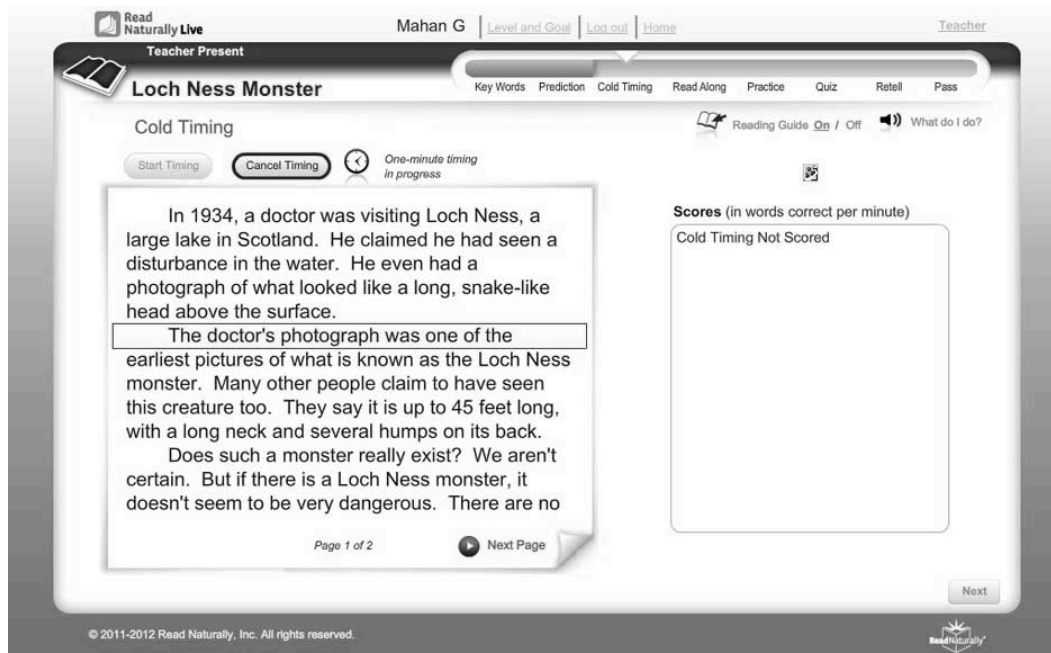 Read
Naturally Live
Mahan G
Level and Goal
Log out
Home
Teacher
Teacher Present
Loch Ness Monster
Key Words Prediction Cold Timing Read Along Practice Quiz Retell Pass
Cold Timing
Reading Guide On / Off
What do I do?
Start Timing
Cancel Timing
One-minute timing
in progress
In 1934, a doctor was visiting Loch Ness, a
large lake in Scotland. He claimed he had seen a
disturbance in the water. He even had a
photograph of what looked like a long, snake-like
head above the surface.
The doctor's photograph was one of the
earliest pictures of what is known as the Loch Ness
monster. Many other people claim to have seen
this creature too. They say it is up to 45 feet long,
with a long neck and several humps on its back.
Does such a monster really exist? We aren't
certain. But if there is a Loch Ness monster, it
doesn't seem to be very dangerous. There are no
Page 1 of 2
Next Page
Scores (in words correct per minute)
Cold Timing Not Scored
Next
© 2011-2012 Read Naturally, Inc. All rights reserved.
Read Naturally